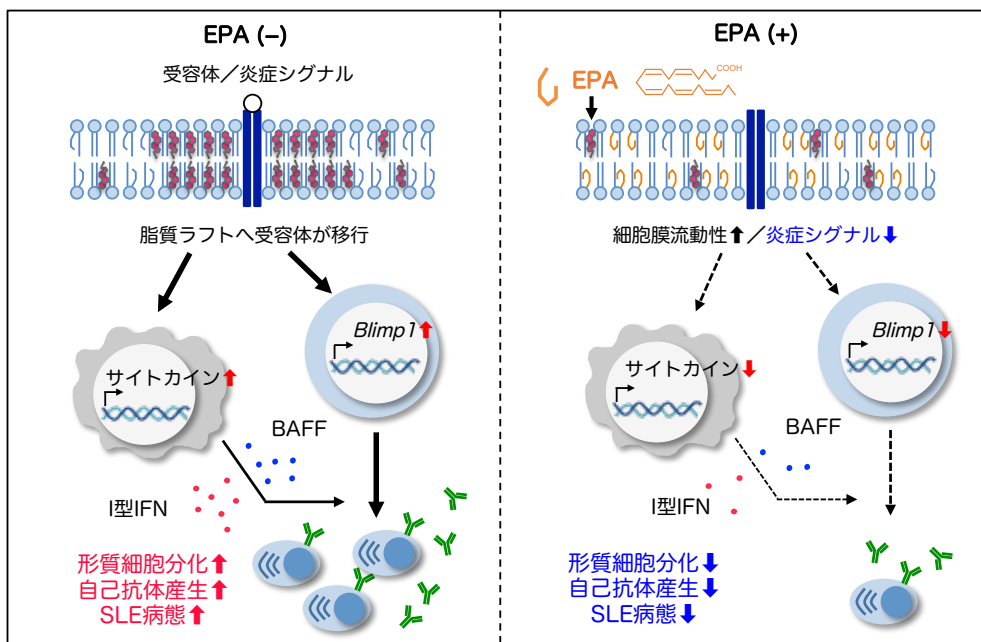 EPA (−)
受容体／炎症シグナル
脂質ラフトへ受容体が移行
Blimp1
サイトカイン
BAFF
I型IFN
形質細胞分化
自己抗体産生
SLE病態
EPA (+)
EPA
COOH
細胞膜流動性／炎症シグナル
Blimp1
サイトカイン
BAFF
I型IFN
形質細胞分化
自己抗体産生
SLE病態